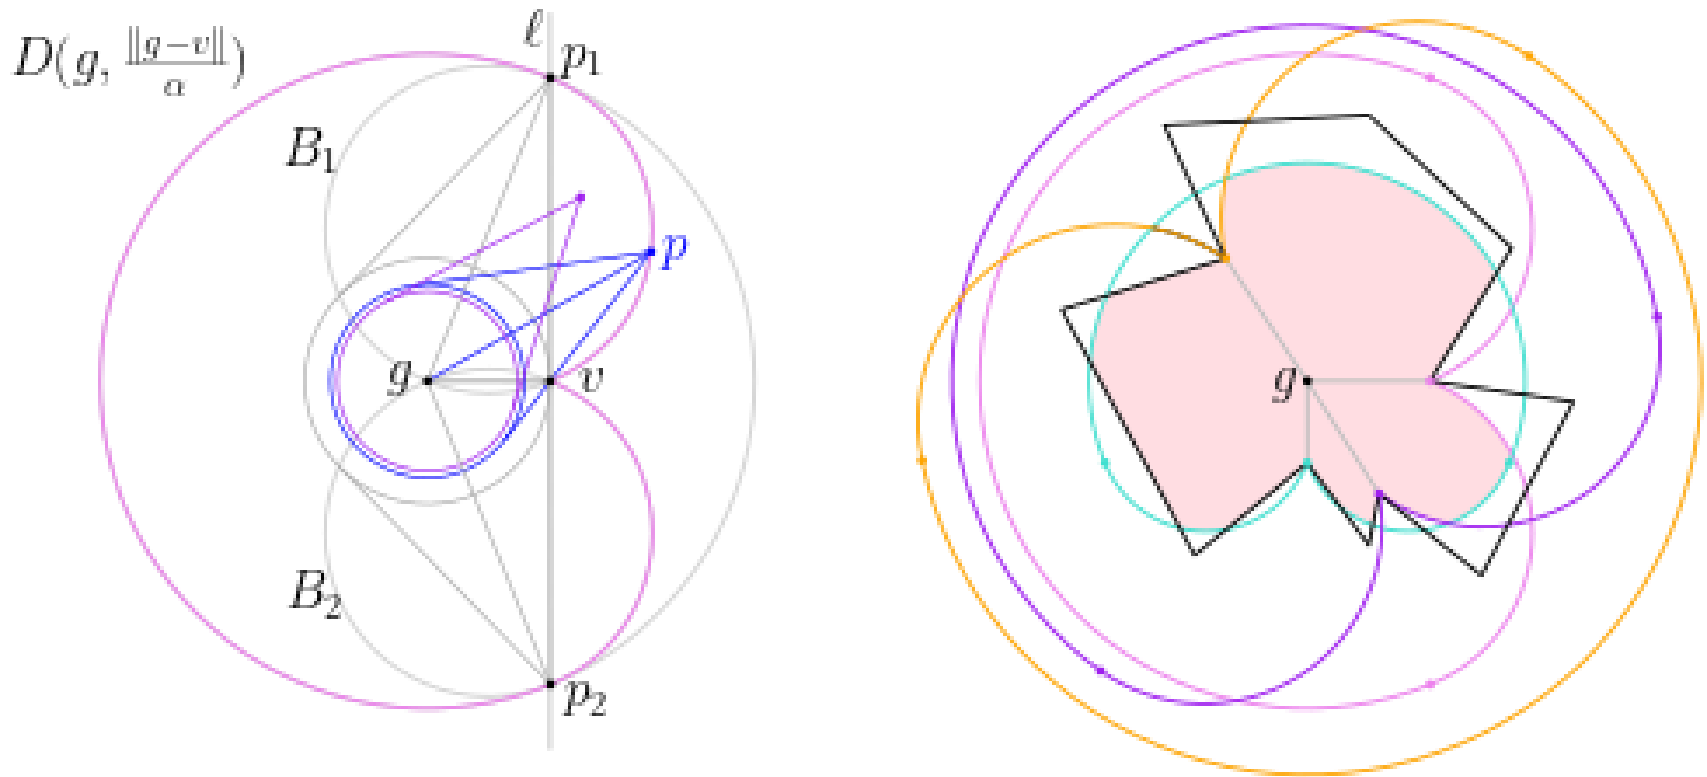 D(g, ‖g−v‖/α)
ℓ
p₁
B₁
p
g
v
B₂
p₂
g